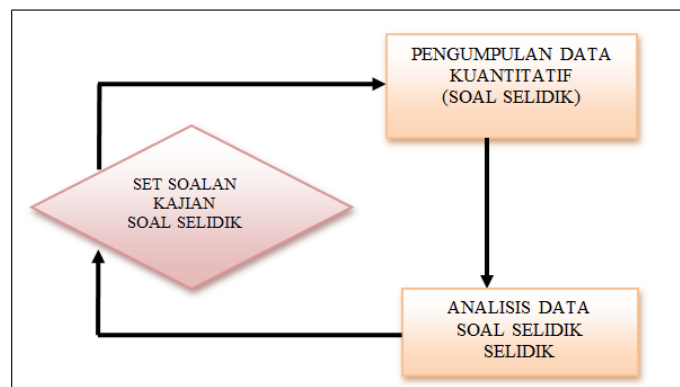 PENGUMPULAN DATA
KUANTITATIF
(SOAL SELIDIK)
SET SOALAN
KAJIAN
SOAL SELIDIK
ANALISIS DATA
SOAL SELIDIK
SELIDIK